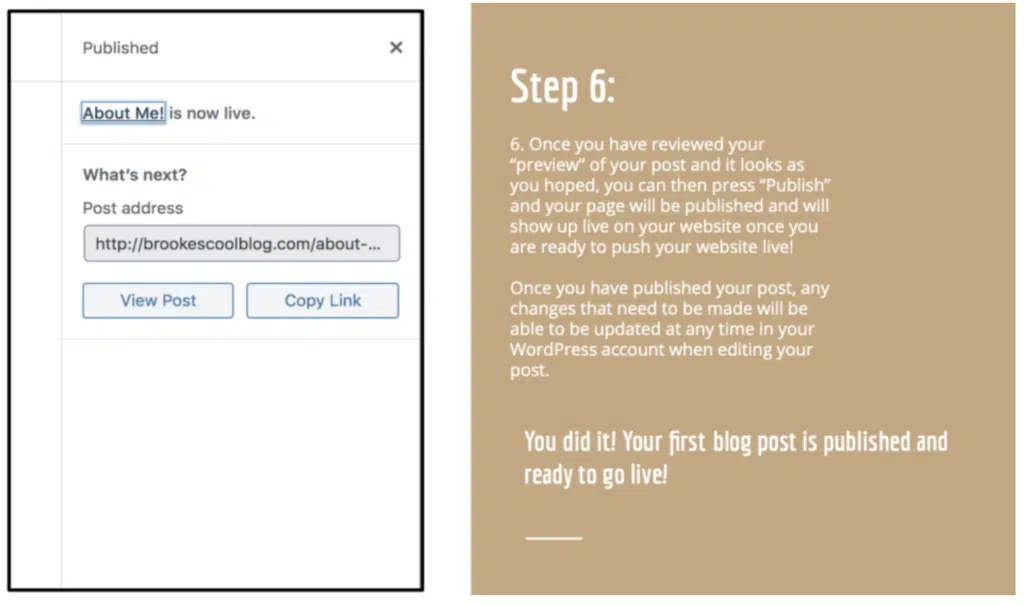 Published
About Me! is now live.
What's next?
Post address
http://brookescoolblog.com/about-...
View Post
Copy Link
Step 6:
6. Once you have reviewed your
“preview” of your post and it looks as
you hoped, you can then press “Publish”
and your page will be published and will
show up live on your website once you
are ready to push your website live!
Once you have published your post, any
changes that need to be made will be
able to be updated at any time in your
WordPress account when editing your
post.
You did it! Your first blog post is published and
ready to go live!